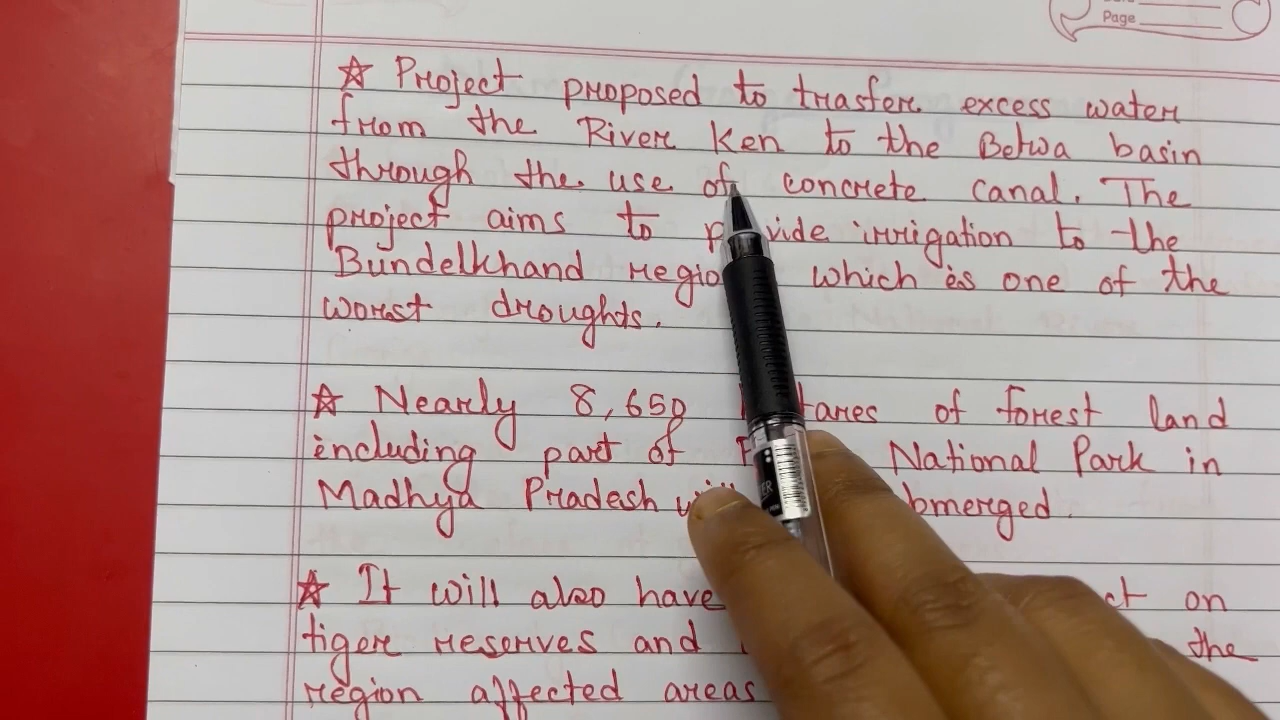 Page
☆ Project proposed to trasfer excess water
from the River Ken to the Betwa basin
through the use of concrete canal. The
project aims to provide irrigation to the
Bundelkhand region which is one of the
worst droughts.
☆ Nearly 8,650 of forest land
including part of National Park in
Madhya Pradesh will
☆ It will also have on
tiger reserves and the
region affected areas